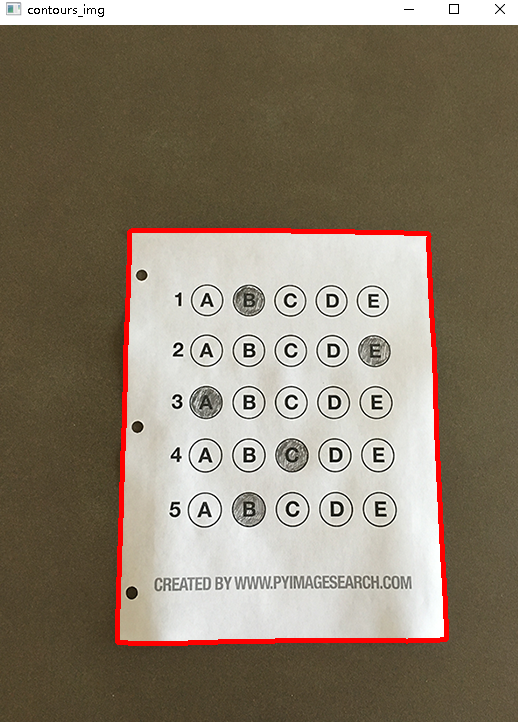 contours_img
1 A B C D E
2 A B C D E
3 A B C D E
4 A B C D E
5 A B C D E
CREATED BY WWW.PYIMAGESEARCH.COM